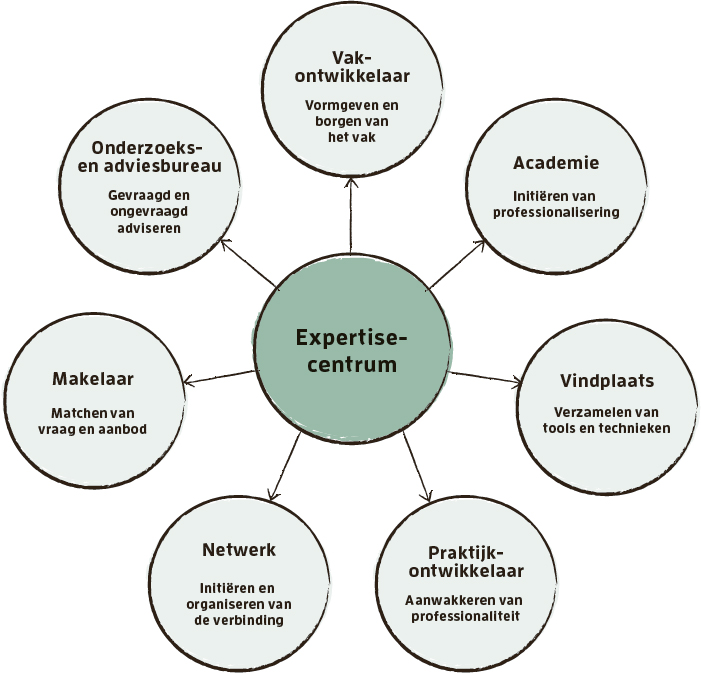 Vak-
ontwikkelaar
Vormgeven en
borgen van
het vak
Onderzoeks-
en adviesbureau
Gevraagd en
ongevraagd
adviseren
Academie
Initiëren van
professionalisering
Expertise-
centrum
Makelaar
Matchen van
vraag en aanbod
Vindplaats
Verzamelen van
tools en technieken
Netwerk
Initiëren en
organiseren van
de verbinding
Praktijk-
ontwikkelaar
Aanwakkeren van
professionaliteit